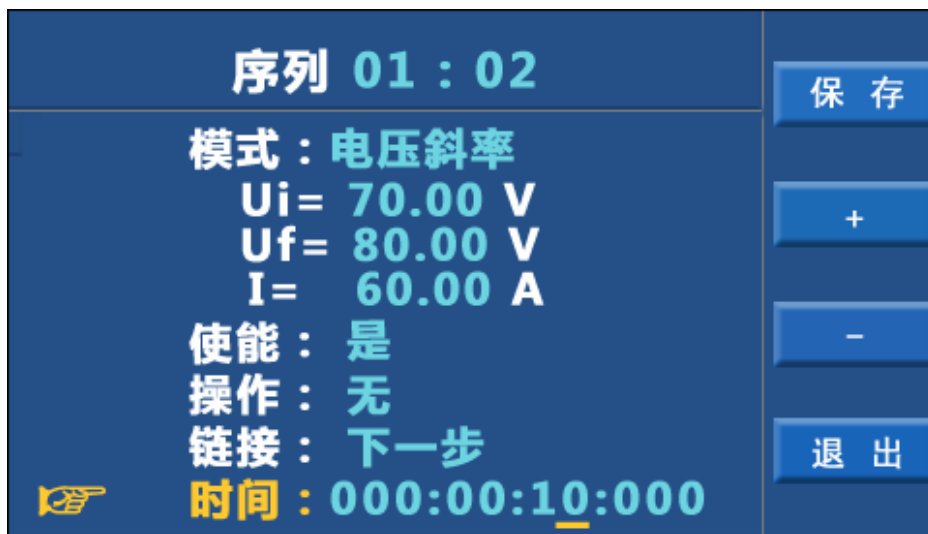 序列 01 : 02
模式：电压斜率
Ui= 70.00 V
Uf= 80.00 V
I= 60.00 A
使能： 是
操作： 无
链接： 下一步
时间：000:00:10:000
保 存
+
-
退 出